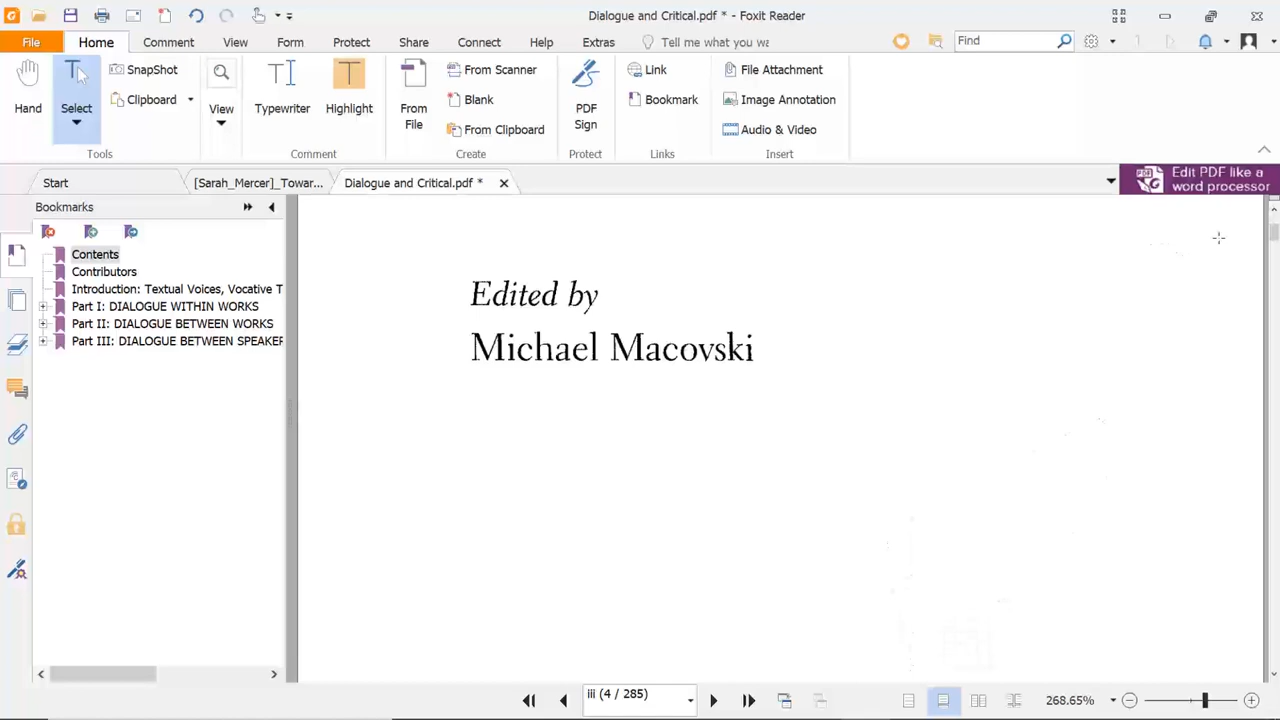 Dialogue and Critical.pdf * - Foxit Reader
File Home Comment View Form Protect Share Connect Help Extras Tell me what you wa Find
Hand
Select
SnapShot
Clipboard
Tools
View
Typewriter
Highlight
Comment
From File
From Scanner
Blank
From Clipboard
Create
PDF Sign
Protect
Link
Bookmark
Links
File Attachment
Image Annotation
Audio & Video
Insert
Start [Sarah_Mercer]_Towar... Dialogue and Critical.pdf *
Edit PDF like a
word processor
Bookmarks
Contents
Contributors
Introduction: Textual Voices, Vocative T
Part I: DIALOGUE WITHIN WORKS
Part II: DIALOGUE BETWEEN WORKS
Part III: DIALOGUE BETWEEN SPEAKER
Edited by
Michael Macovski
iii (4 / 285)
268.65%